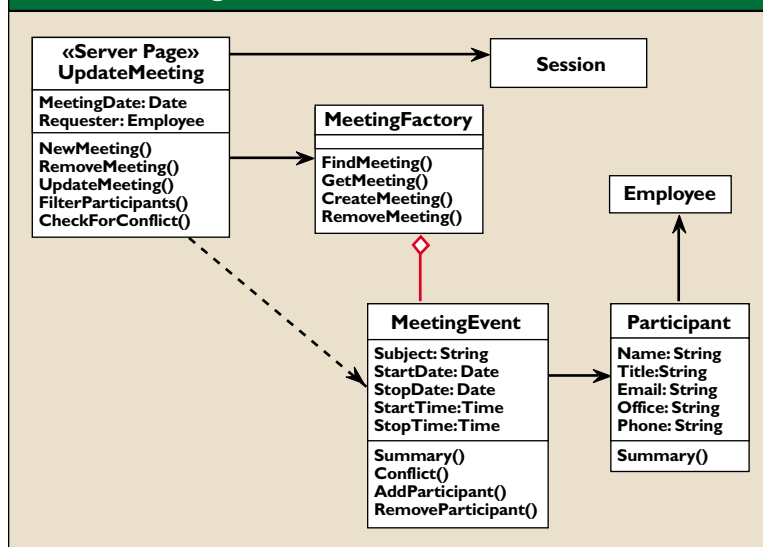 «Server Page»
UpdateMeeting
MeetingDate: Date
Requester: Employee
NewMeeting()
RemoveMeeting()
UpdateMeeting()
FilterParticipants()
CheckForConflict()
Session
MeetingFactory
FindMeeting()
GetMeeting()
CreateMeeting()
RemoveMeeting()
Employee
MeetingEvent
Subject: String
StartDate: Date
StopDate: Date
StartTime:Time
StopTime:Time
Summary()
Conflict()
AddParticipant()
RemoveParticipant()
Participant
Name: String
Title:String
Email: String
Office: String
Phone: String
Summary()